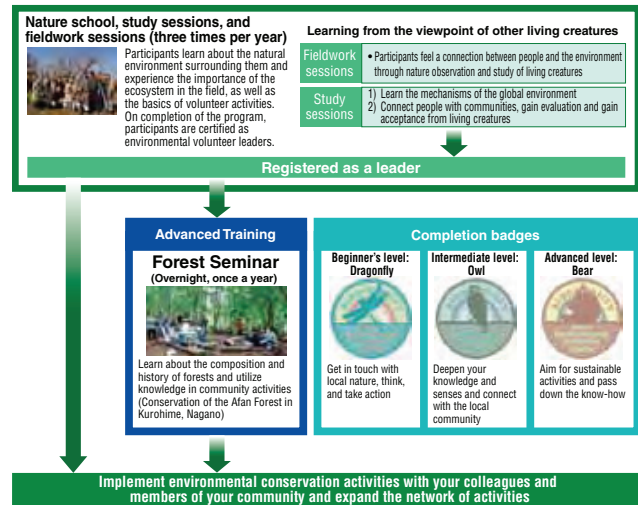 Nature school, study sessions, and
fieldwork sessions (three times per year)
Participants learn about the natural
environment surrounding them and
experience the importance of the
ecosystem in the field, as well as
the basics of volunteer activities.
On completion of the program,
participants are certified as
environmental volunteer leaders.
Learning from the viewpoint of other living creatures
Fieldwork
sessions
• Participants feel a connection between people and the environment
through nature observation and study of living creatures
Study
sessions
1) Learn the mechanisms of the global environment
2) Connect people with communities, gain evaluation and gain
acceptance from living creatures
Registered as a leader
Advanced Training
Forest Seminar
(Overnight, once a year)
Learn about the composition and
history of forests and utilize
knowledge in community activities
(Conservation of the Afan Forest in
Kurohime, Nagano)
Completion badges
Beginner's level:
Dragonfly
Get in touch with
local nature, think,
and take action
Intermediate level:
Owl
Deepen your
knowledge and
senses and connect
with the local
community
Advanced level:
Bear
Aim for sustainable
activities and pass
down the know-how
Implement environmental conservation activities with your colleagues and
members of your community and expand the network of activities